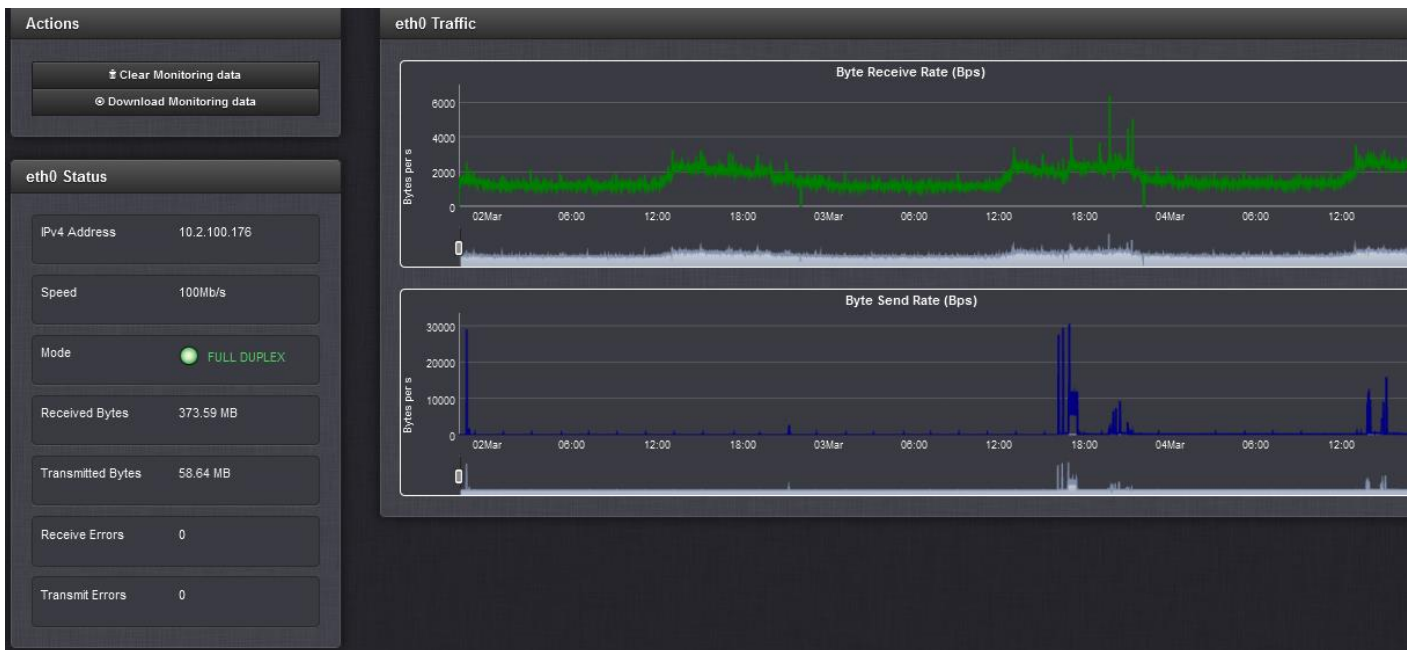 Actions
Clear Monitoring data
Download Monitoring data
eth0 Status
IPv4 Address 10.2.100.176
Speed 100Mb/s
Mode FULL DUPLEX
Received Bytes 373.59 MB
Transmitted Bytes 58.64 MB
Receive Errors 0
Transmit Errors 0
eth0 Traffic
Byte Receive Rate (Bps)
Bytes per s
6000
4000
2000
0
02Mar 06:00 12:00 18:00 03Mar 06:00 12:00 18:00 04Mar 06:00 12:00
Byte Send Rate (Bps)
Bytes per s
30000
20000
10000
0
02Mar 06:00 12:00 18:00 03Mar 06:00 12:00 18:00 04Mar 06:00 12:00